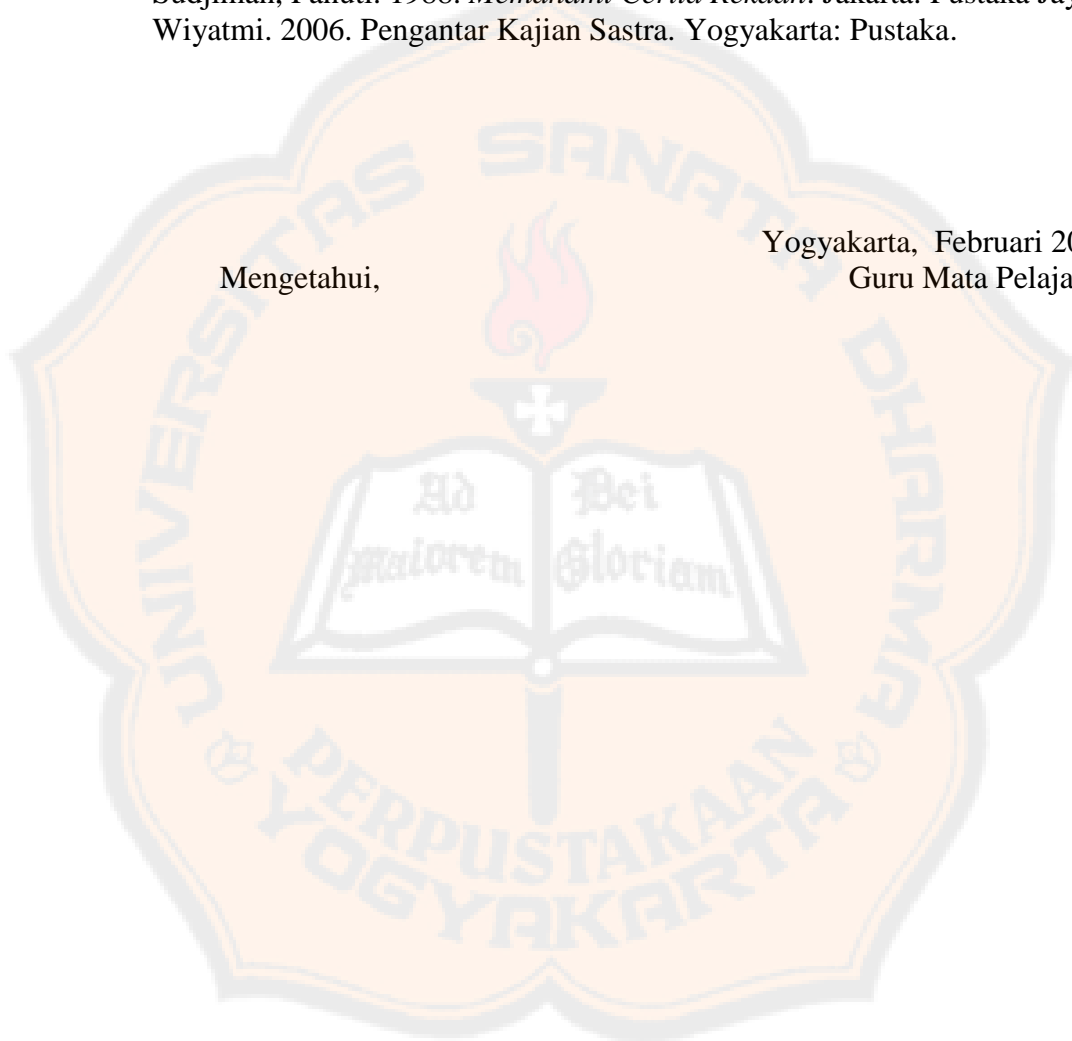 Wiyatmi. 2006. Pengantar Kajian Sastra. Yogyakarta: Pustaka.
Yogyakarta, Februari
Mengetahui, Guru Mata
UNIVERSITAS SANATA DHARMA
Ad Dei
Maiorem Gloriam
PERPUSTAKAAN
YOGYAKARTA